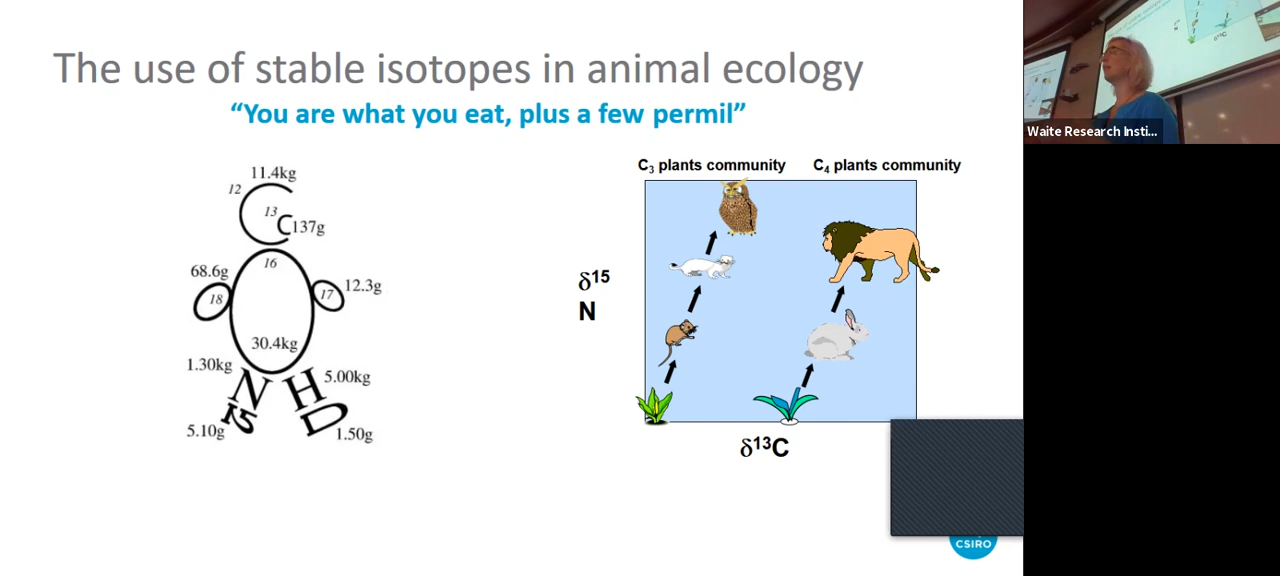 The use of stable isotopes in animal ecology
“You are what you eat, plus a few permil”
11.4kg
12
13
C
137g
16
68.6g
18
17
12.3g
30.4kg
1.30kg
N
H
5.00kg
15
D
5.10g
1.50g
C₃ plants community
C₄ plants community
δ¹⁵
N
δ¹³C
CSIRO
Waite Research Insti...